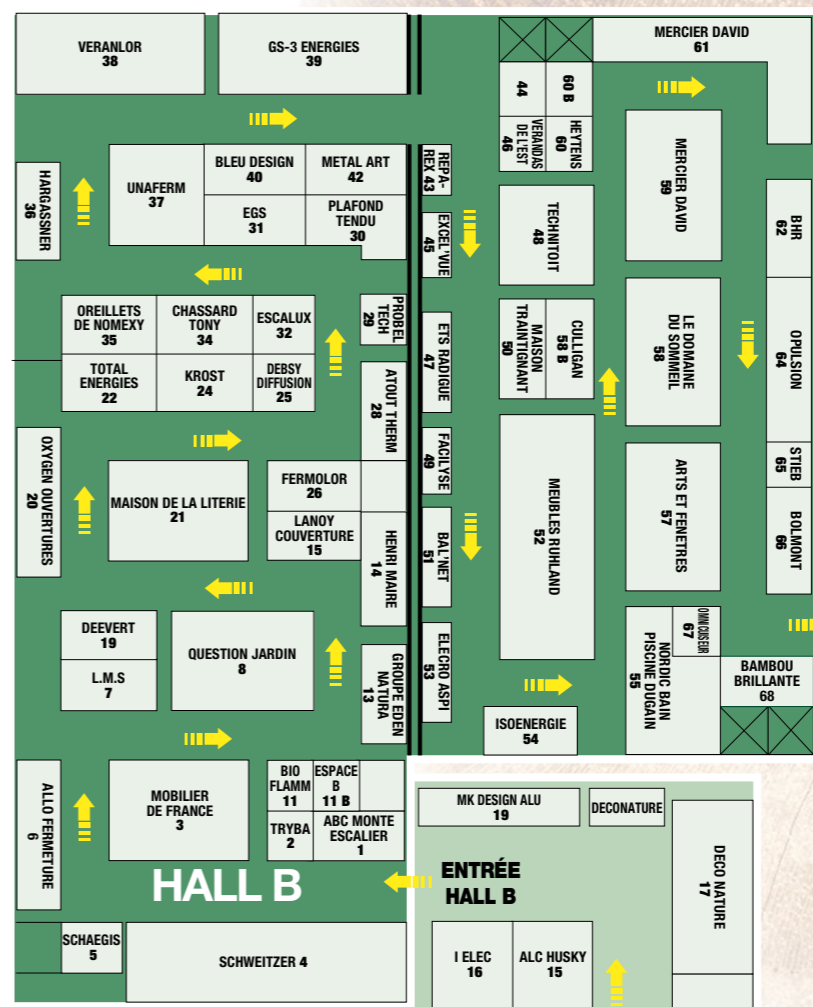 VERANLOR
38
GS-3 ENERGIES
39
MERCIER DAVID
61
44
60 B
VERANDAS
DE L'EST
46
HEYTENS
60
MERCIER DAVID
59
HARGASSNER
36
UNAFERM
37
BLEU DESIGN
40
METAL ART
42
EGS
31
PLAFOND
TENDU
30
REPA-
REX 43
EXCEL'VUE
45
TECHNITOIT
48
BHR
62
OREILLETS
DE NOMEXY
35
CHASSARD
TONY
34
ESCALUX
32
PROBEL
TECH
29
TOTAL
ENERGIES
22
KROST
24
DEBSY
DIFFUSION
25
ATOUT THERM
28
ETS RADIGUE
47
MAISON
TRAINTIGNANT
50
CULLIGAN
58 B
LE DOMAINE
DU SOMMEIL
58
OPULSION
64
OXYGEN OUVERTURES
20
MAISON DE LA LITERIE
21
FERMOLOR
26
LANOY
COUVERTURE
15
HENRI MAIRE
14
FACILYSE
49
BAL'NET
51
MEUBLES RUHLAND
52
ARTS ET FENETRES
57
STIEB
65
BOLMONT
66
DEEVERT
19
L.M.S
7
QUESTION JARDIN
8
GROUPE EDEN
NATURA
13
ELECRO ASPI
53
ISOENERGIE
54
NORDIC BAIN
PISCINE DUGAIN
55
OMNICUISEUR
67
BAMBOU
BRILLANTE
68
ALLO FERMETURE
6
MOBILIER
DE FRANCE
3
BIO
FLAMM
11
ESPACE
B
11 B
TRYBA
2
ABC MONTE
ESCALIER
1
HALL B
SCHAEGIS
5
SCHWEITZER 4
MK DESIGN ALU
19
DECONATURE
DECO NATURE
17
ENTRÉE
HALL B
I ELEC
16
ALC HUSKY
15